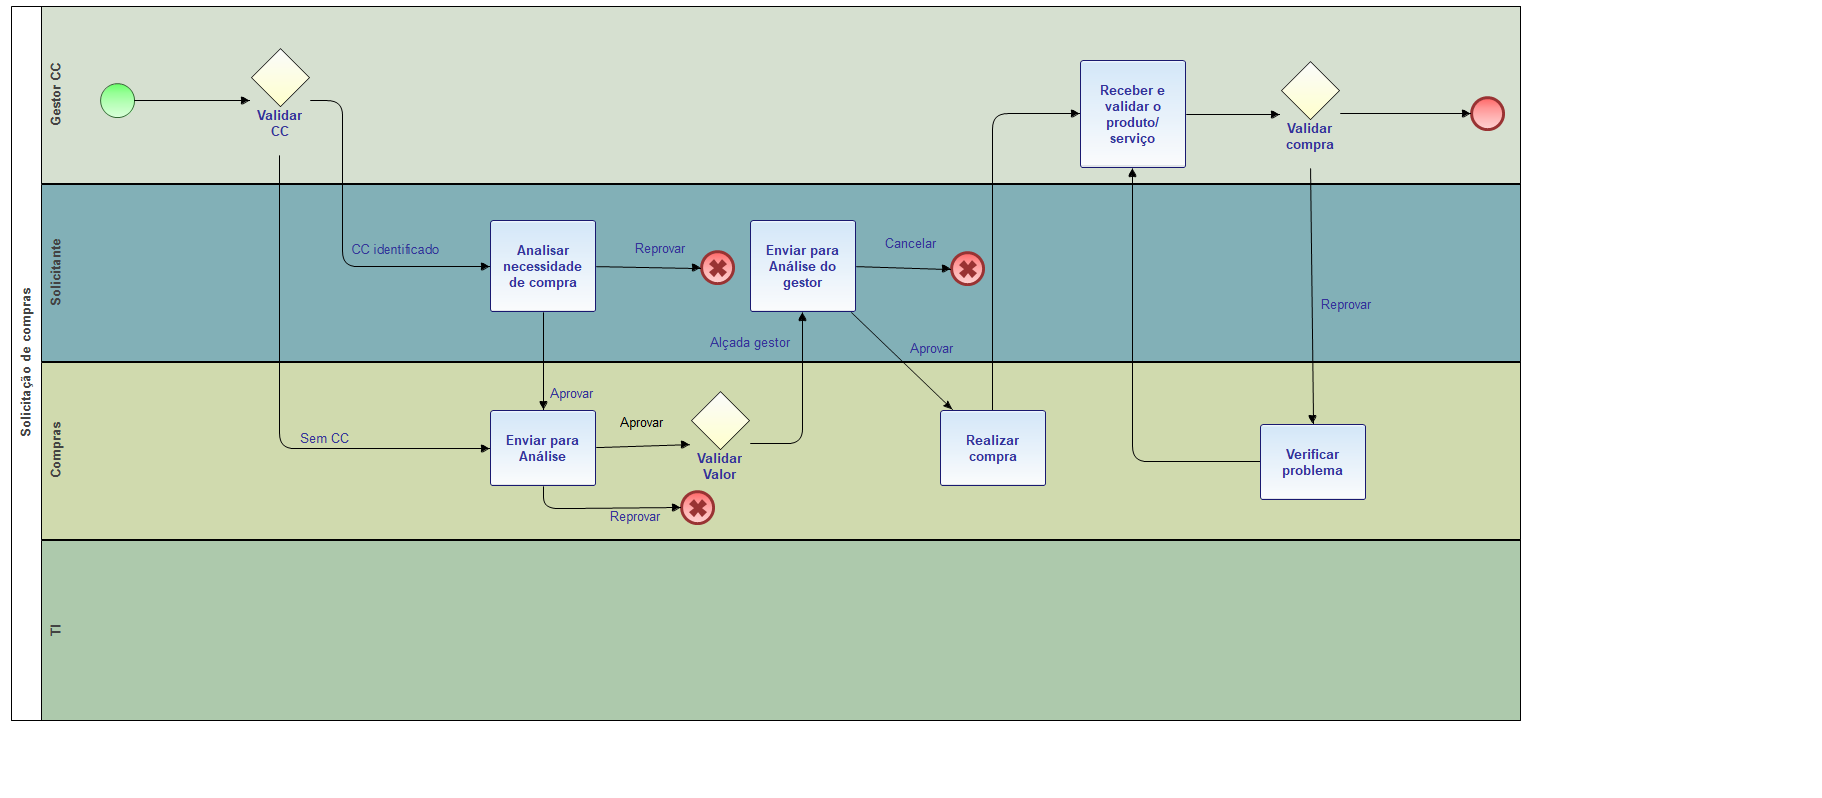 Solicitação de compras
Gestor CC
Validar
CC
Receber e
validar o
produto/
serviço
Validar
compra
Solicitante
CC identificado
Analisar
necessidade
de compra
Reprovar
Enviar para
Análise do
gestor
Cancelar
Reprovar
Alçada gestor
Aprovar
Compras
Aprovar
Sem CC
Enviar para
Análise
Aprovar
Validar
Valor
Reprovar
Realizar
compra
Verificar
problema
TI